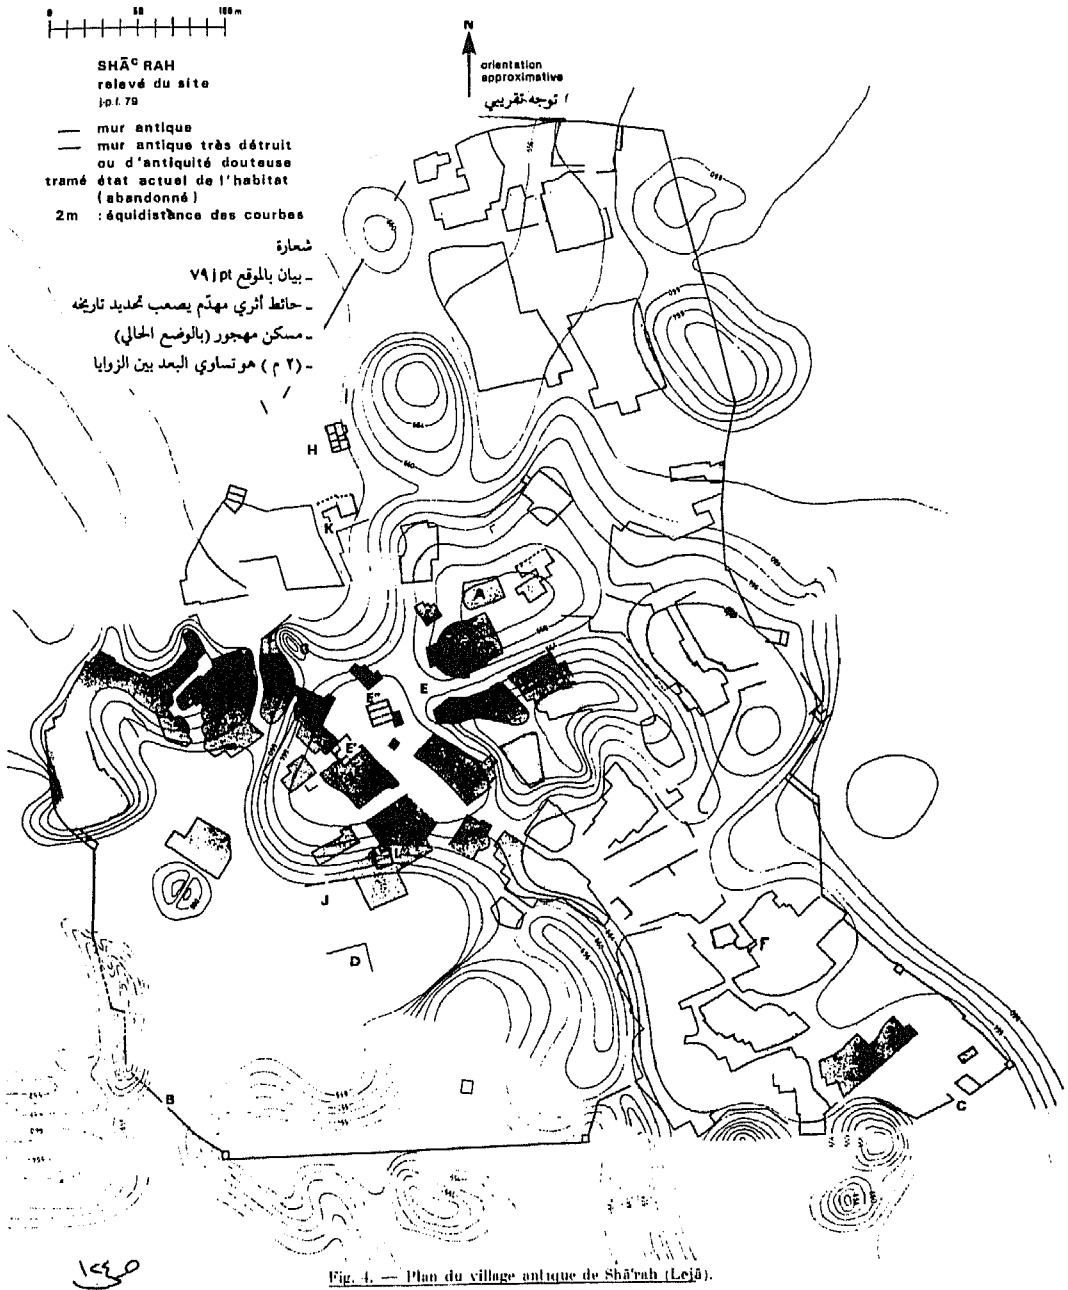 0 50 100 m
SHĀᶜRAH
relevé du site
j.p.f. 79
mur antique
mur antique très détruit
ou d'antiquité douteuse
tramé état actuel de l'habitat
(abandonné)
2m : équidistance des courbes
شعارة
ـ بيان بالموقع ٧٩ jpt
ـ حائط أثري مهدّم يصعب تحديد تاريخه
ـ مسكن مهجور (بالوضع الحالي)
ـ (٢ م) هو تساوي البعد بين الزوايا
N
orientation
approximative
توجه تقريبي
H
K
A
E
E"
E'
L
J
D
F
B
C
Fig. 4. — Plan du village antique de Shā'rah (Lejā).
ص ١٢٤